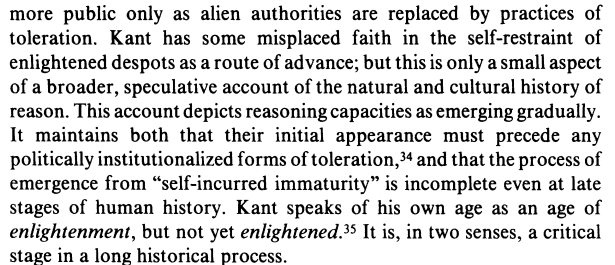 more public only as alien authorities are replaced by practices of
toleration. Kant has some misplaced faith in the self-restraint of
enlightened despots as a route of advance; but this is only a small aspect
of a broader, speculative account of the natural and cultural history of
reason. This account depicts reasoning capacities as emerging gradually.
It maintains both that their initial appearance must precede any
politically institutionalized forms of toleration,³⁴ and that the process of
emergence from “self-incurred immaturity” is incomplete even at late
stages of human history. Kant speaks of his own age as an age of
enlightenment, but not yet enlightened.³⁵ It is, in two senses, a critical
stage in a long historical process.